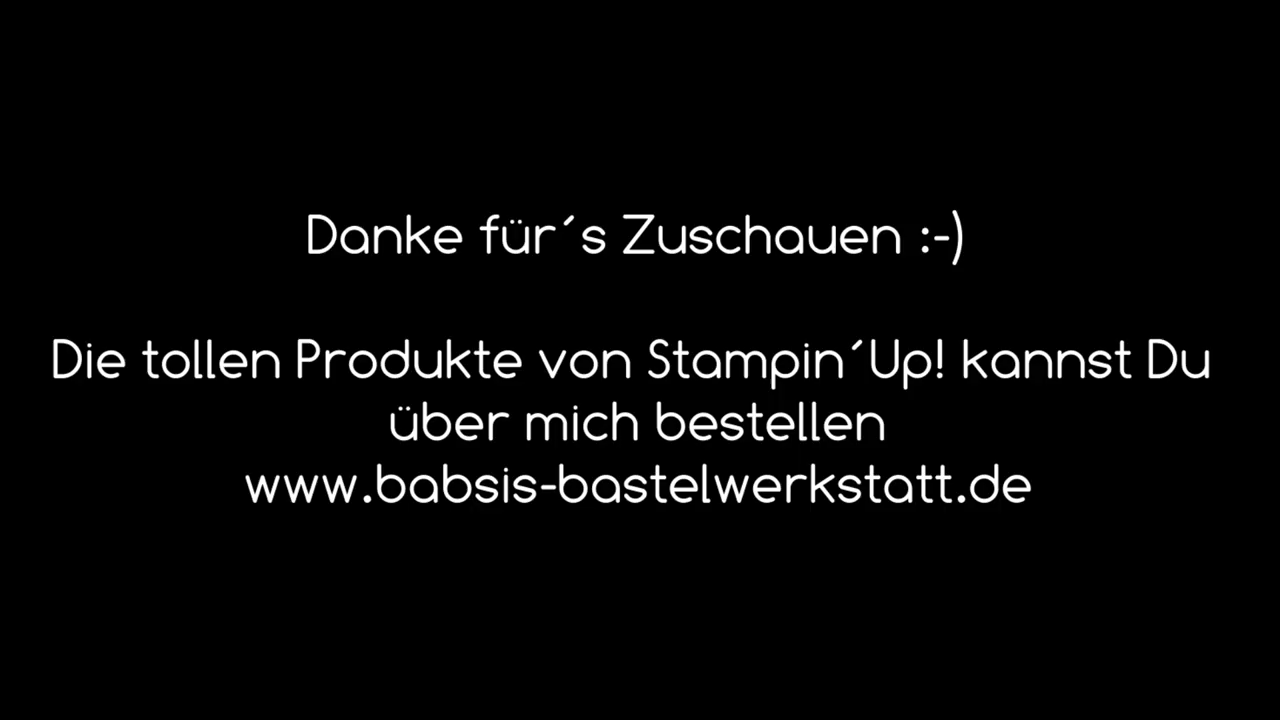 Danke für´s Zuschauen :-)
Die tollen Produkte von Stampin´Up! kannst Du
über mich bestellen
www.babsis-bastelwerkstatt.de